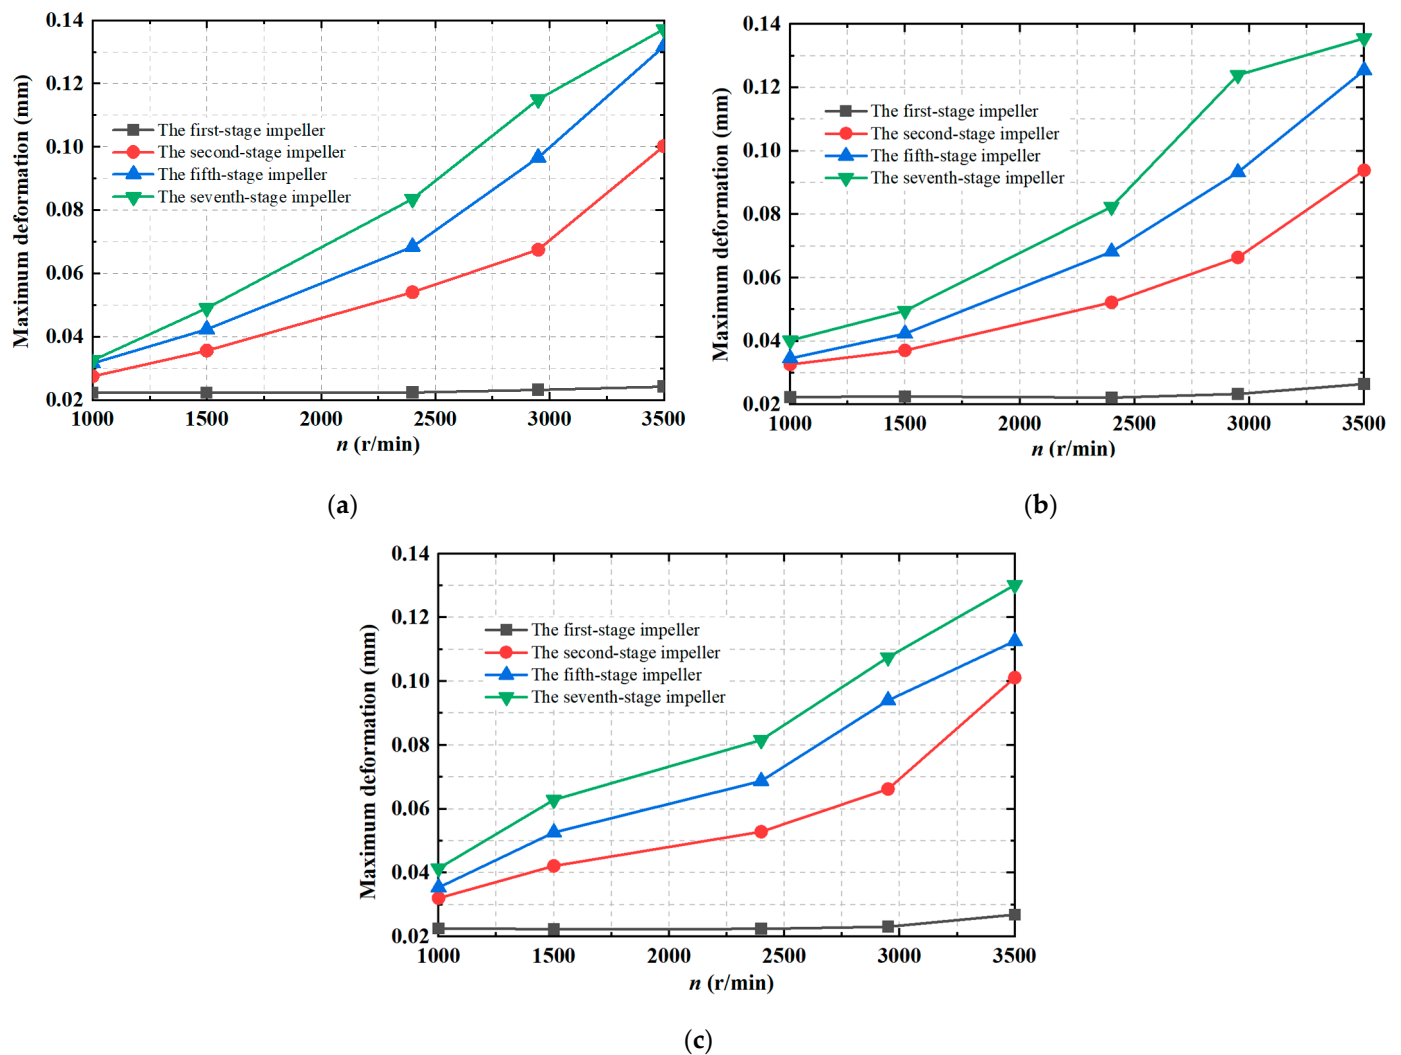 0.14
0.12
0.10
0.08
0.06
0.04
0.02
Maximum deformation (mm)
The first-stage impeller
The second-stage impeller
The fifth-stage impeller
The seventh-stage impeller
1000 1500 2000 2500 3000 3500
n (r/min)
(a)
0.14
0.12
0.10
0.08
0.06
0.04
0.02
Maximum deformation (mm)
The first-stage impeller
The second-stage impeller
The fifth-stage impeller
The seventh-stage impeller
1000 1500 2000 2500 3000 3500
n (r/min)
(b)
0.14
0.12
0.10
0.08
0.06
0.04
0.02
Maximum deformation (mm)
The first-stage impeller
The second-stage impeller
The fifth-stage impeller
The seventh-stage impeller
1000 1500 2000 2500 3000 3500
n (r/min)
(c)